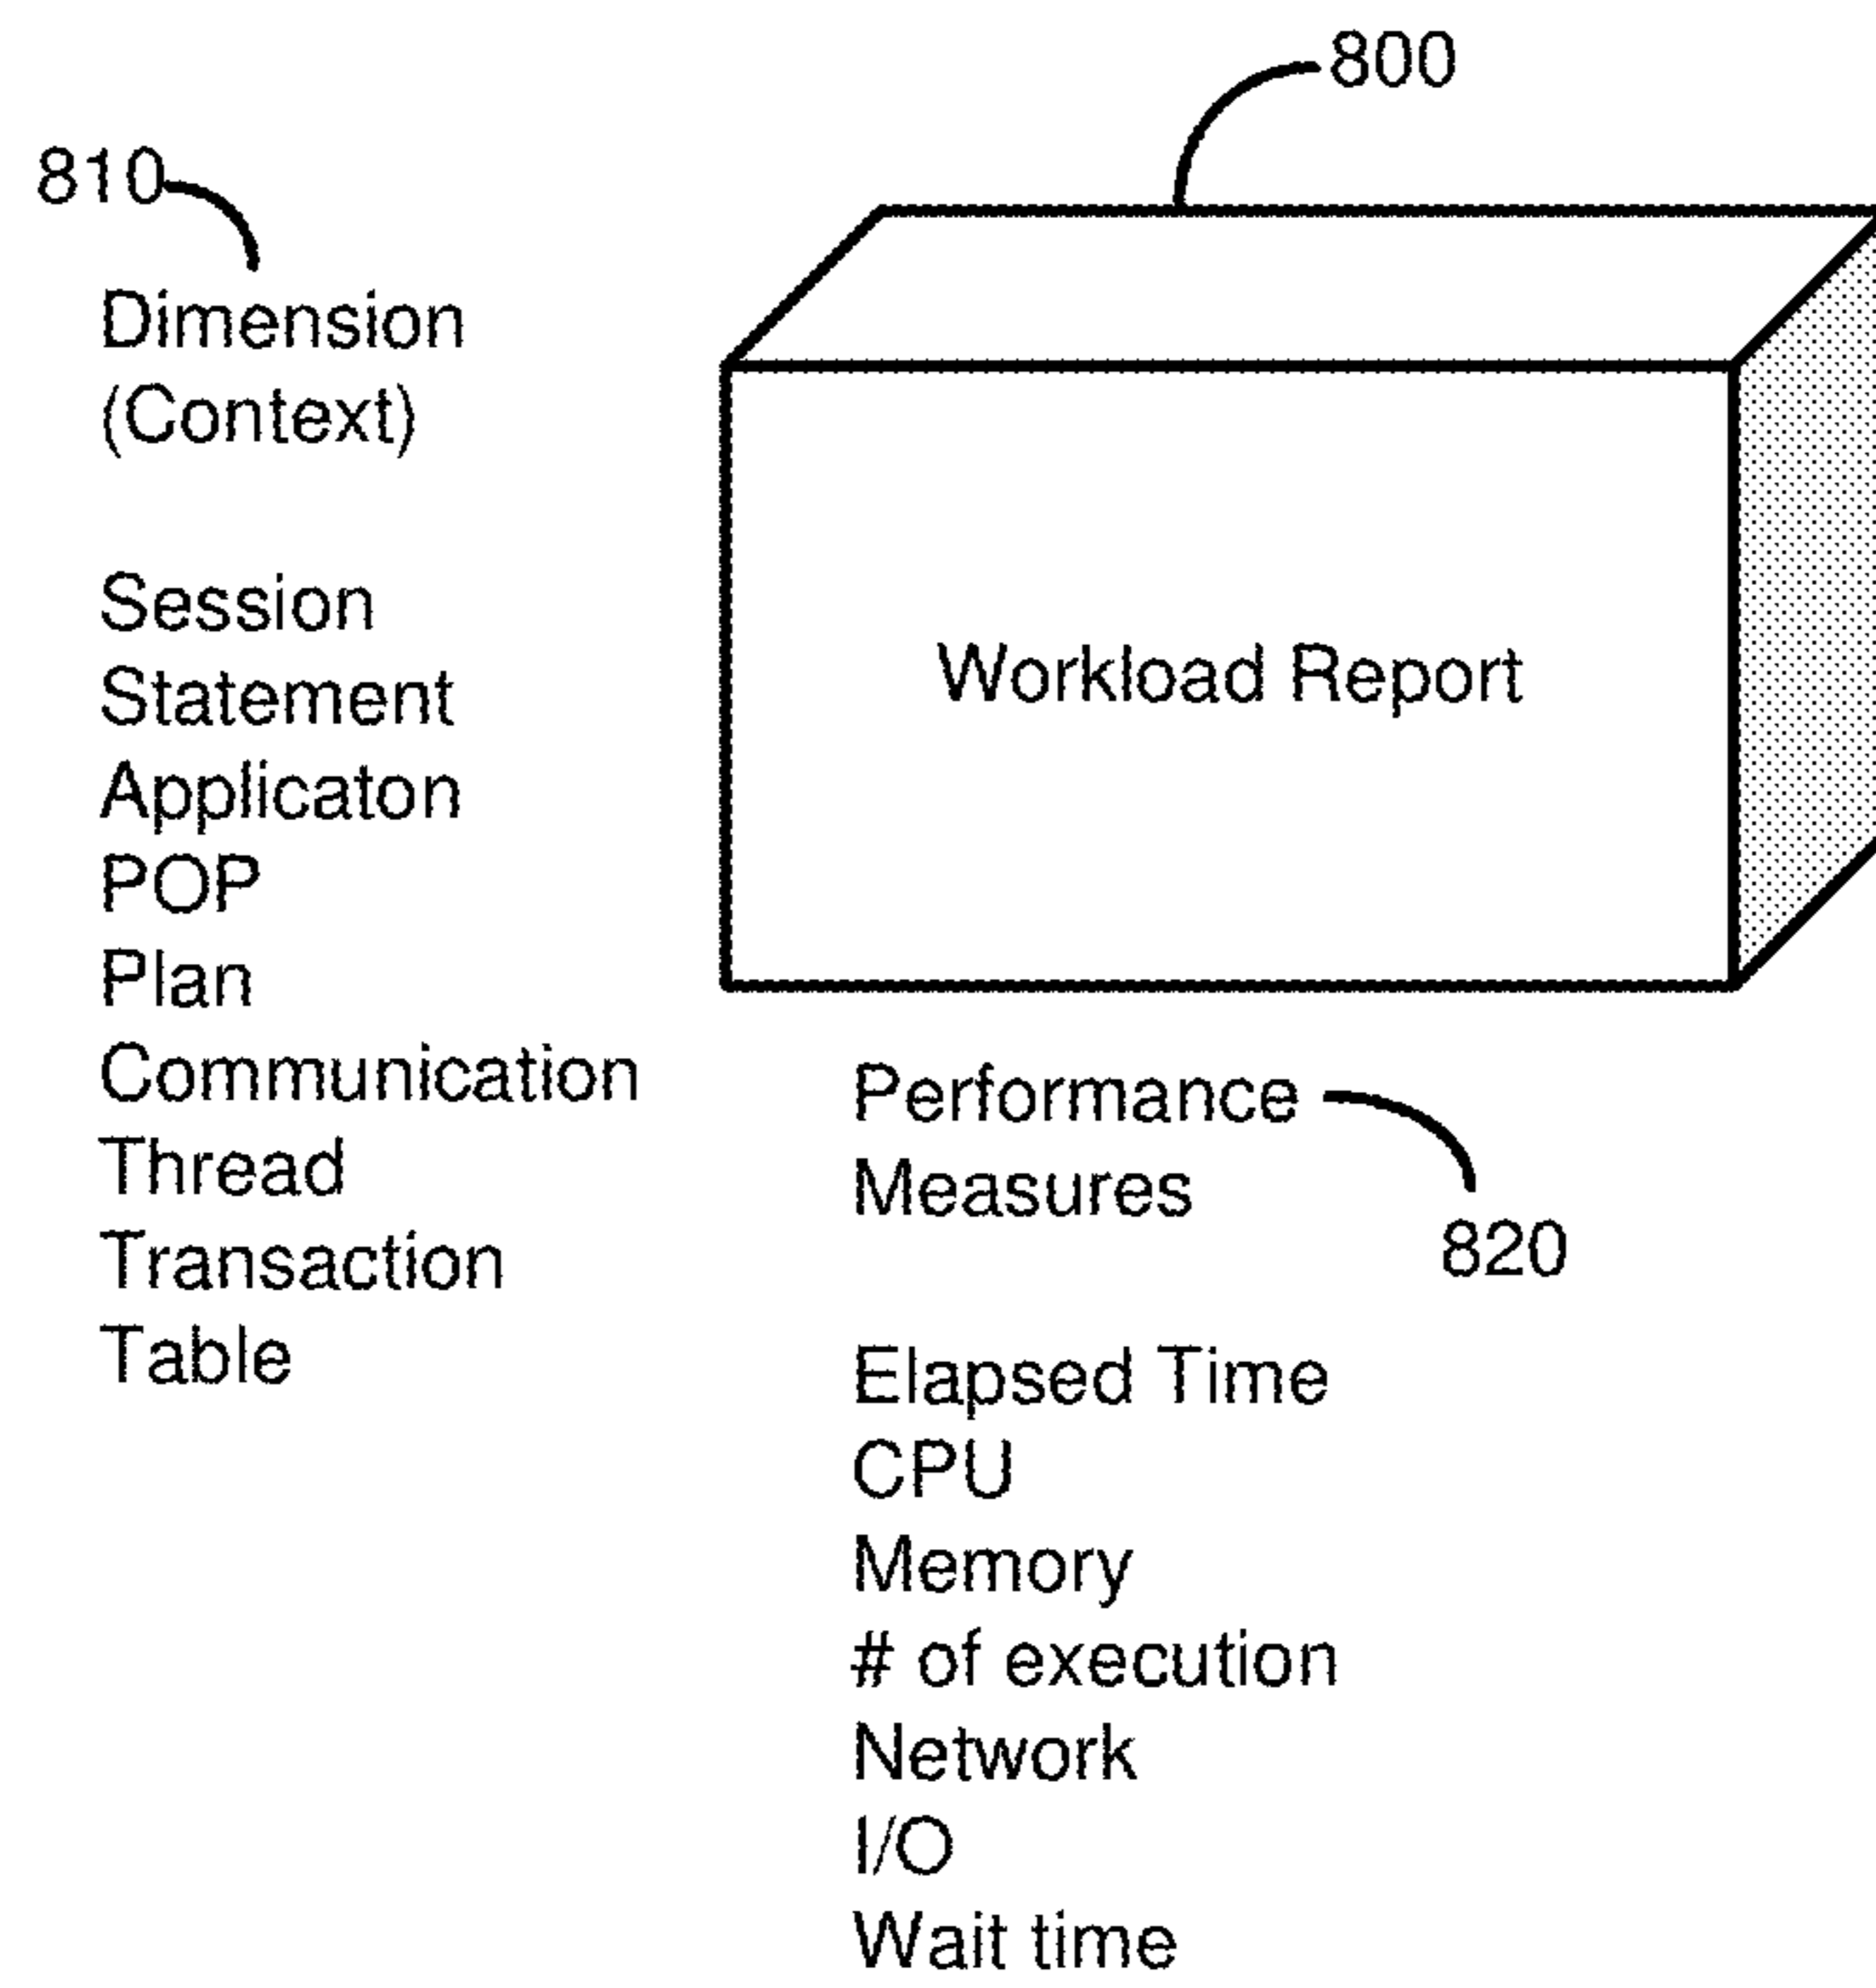 800
810
Dimension
(Context)
Session
Statement
Applicaton
POP
Plan
Communication
Thread
Transaction
Table
Workload Report
Performance
Measures
820
Elapsed Time
CPU
Memory
# of execution
Network
I/O
Wait time